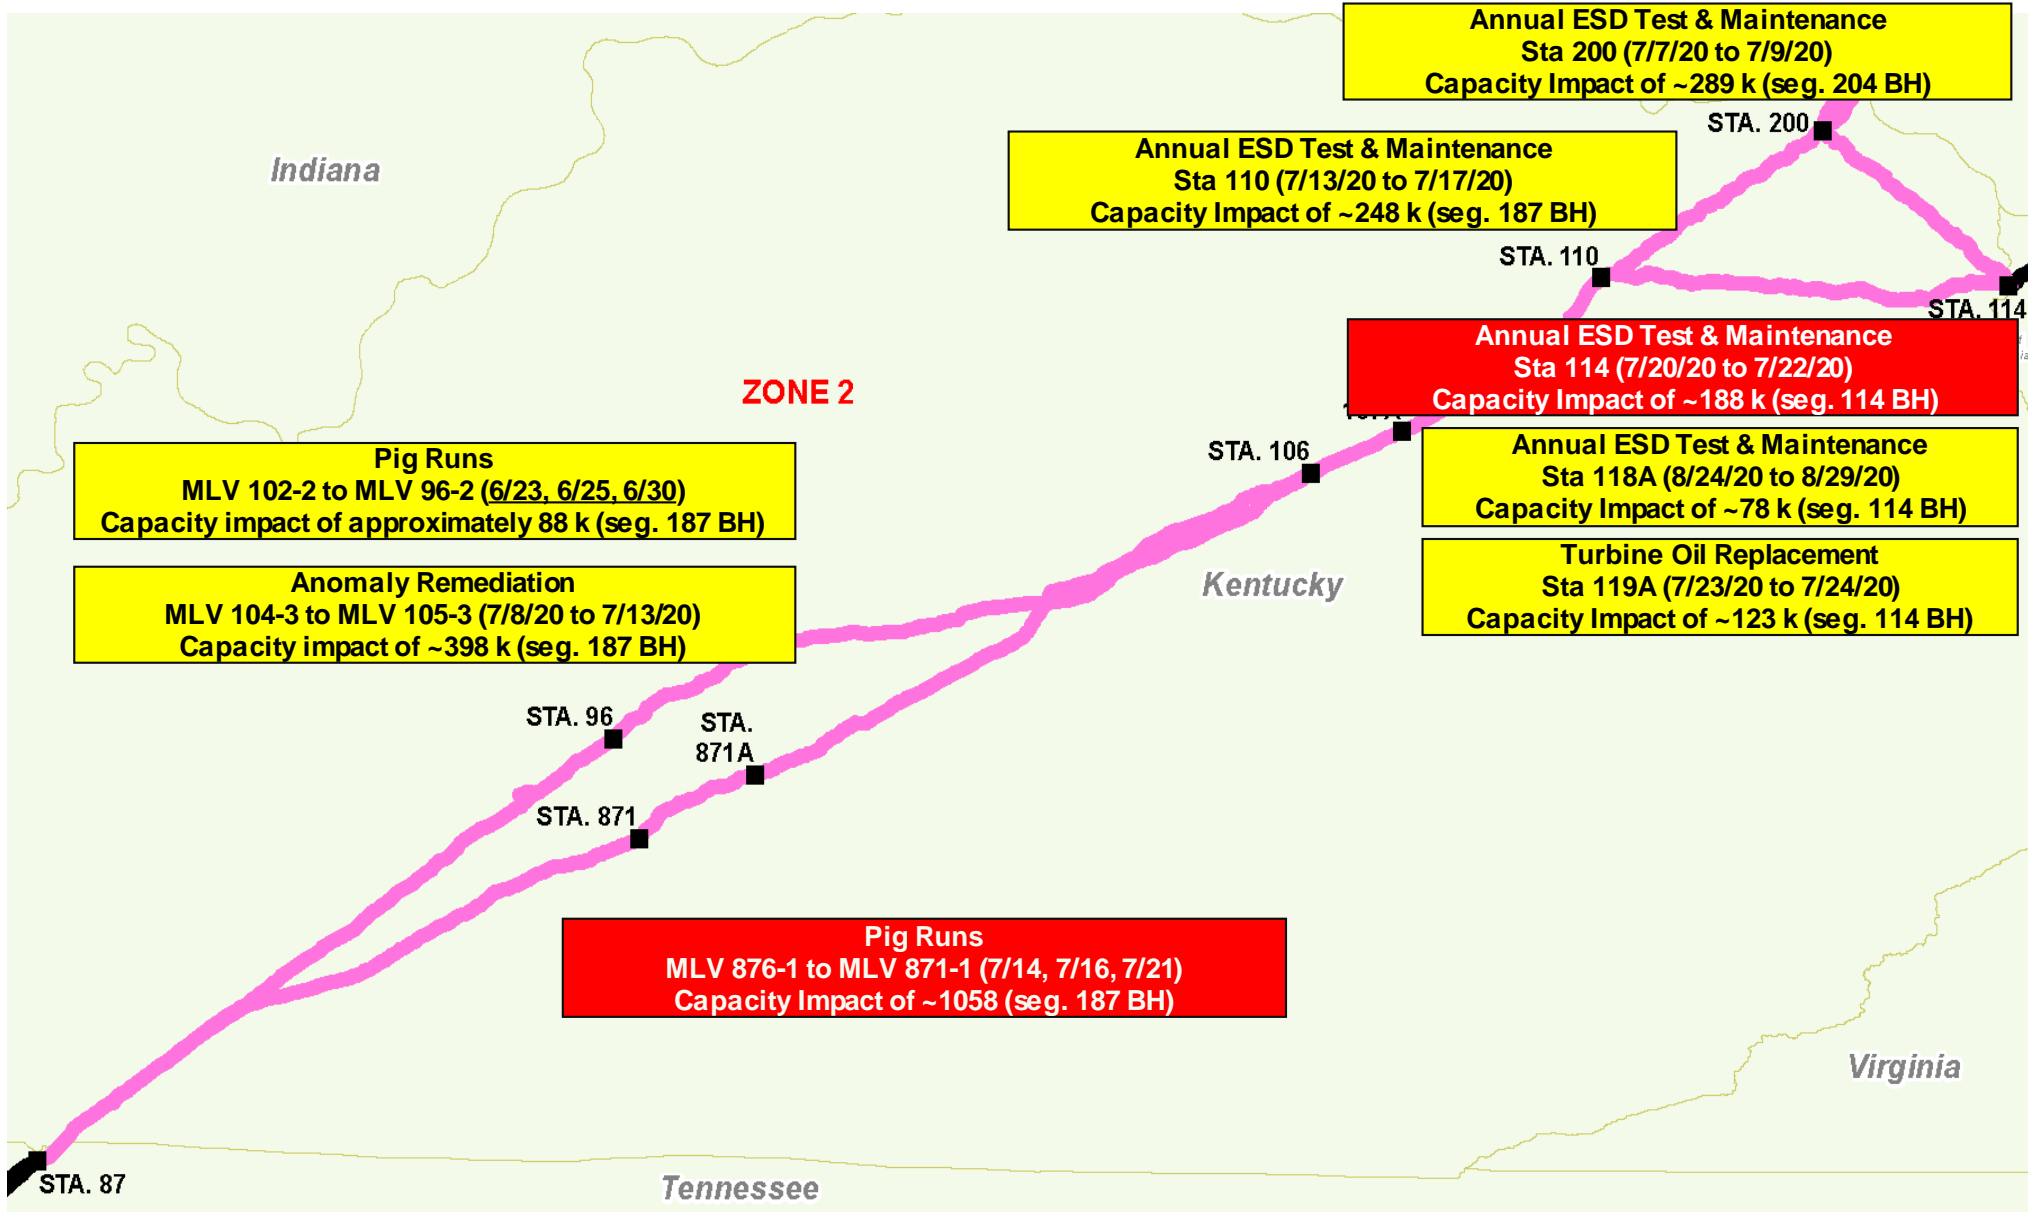 Annual ESD Test & Maintenance
Sta 200 (7/7/20 to 7/9/20)
Capacity Impact of ~289 k (seg. 204 BH)
STA. 200
Indiana
Annual ESD Test & Maintenance
Sta 110 (7/13/20 to 7/17/20)
Capacity Impact of ~248 k (seg. 187 BH)
STA. 110
STA. 114
Annual ESD Test & Maintenance
Sta 114 (7/20/20 to 7/22/20)
Capacity Impact of ~188 k (seg. 114 BH)
ZONE 2
STA. 106
Annual ESD Test & Maintenance
Sta 118A (8/24/20 to 8/29/20)
Capacity Impact of ~78 k (seg. 114 BH)
Pig Runs
MLV 102-2 to MLV 96-2 (6/23, 6/25, 6/30)
Capacity impact of approximately 88 k (seg. 187 BH)
Turbine Oil Replacement
Sta 119A (7/23/20 to 7/24/20)
Capacity Impact of ~123 k (seg. 114 BH)
Anomaly Remediation
MLV 104-3 to MLV 105-3 (7/8/20 to 7/13/20)
Capacity impact of ~398 k (seg. 187 BH)
Kentucky
STA. 96
STA.
871A
STA. 871
Pig Runs
MLV 876-1 to MLV 871-1 (7/14, 7/16, 7/21)
Capacity Impact of ~1058 (seg. 187 BH)
Virginia
STA. 87
Tennessee